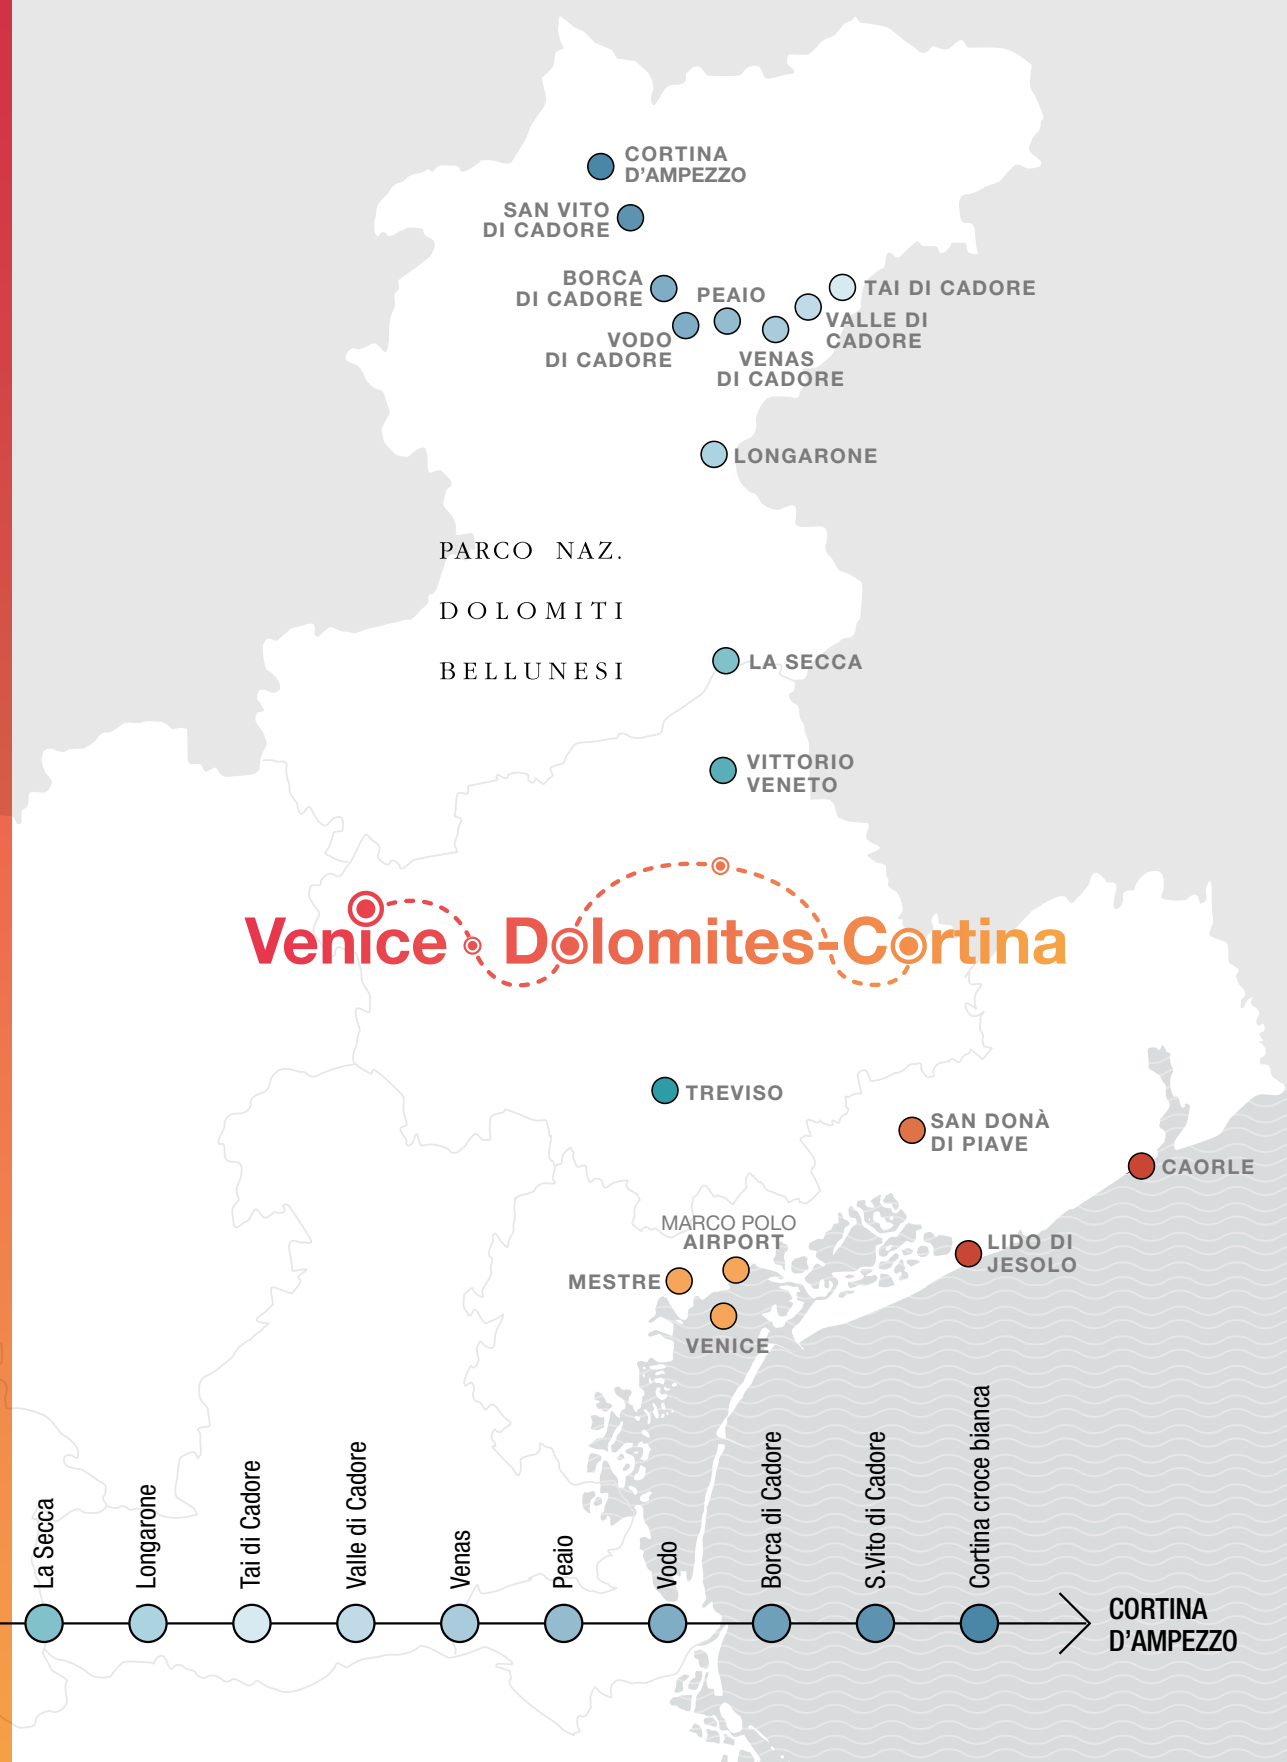 CORTINA
D'AMPEZZO
SAN VITO
DI CADORE
BORCA
DI CADORE
PEAIO
TAI DI CADORE
VALLE DI
CADORE
VODO
DI CADORE
VENAS
DI CADORE
LONGARONE
PARCO NAZ.
DOLOMITI
BELLUNESI
LA SECCA
VITTORIO
VENETO
Venice Dolomites-Cortina
TREVISO
SAN DONÀ
DI PIAVE
CAORLE
MARCO POLO
AIRPORT
LIDO DI
JESOLO
MESTRE
VENICE
La Secca
Longarone
Tai di Cadore
Valle di Cadore
Venas
Peaio
Vodo
Borca di Cadore
S.Vito di Cadore
Cortina croce bianca
CORTINA
D'AMPEZZO